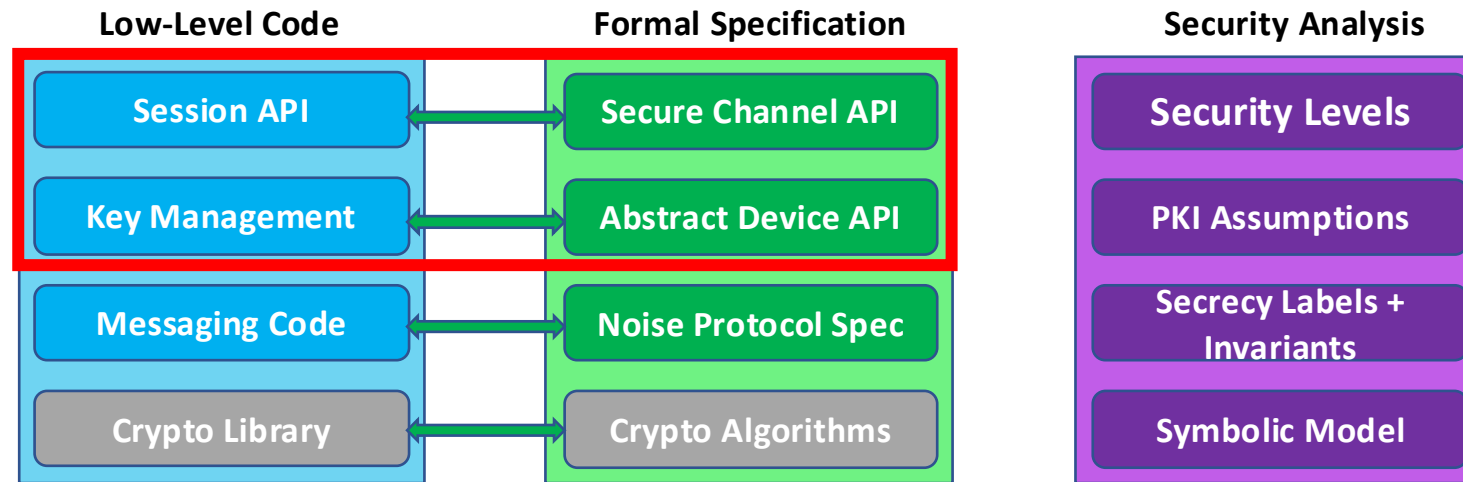 Low-Level Code
Formal Specification
Security Analysis
Session API
Secure Channel API
Security Levels
Key Management
Abstract Device API
PKI Assumptions
Messaging Code
Noise Protocol Spec
Secrecy Labels +
Invariants
Crypto Library
Crypto Algorithms
Symbolic Model